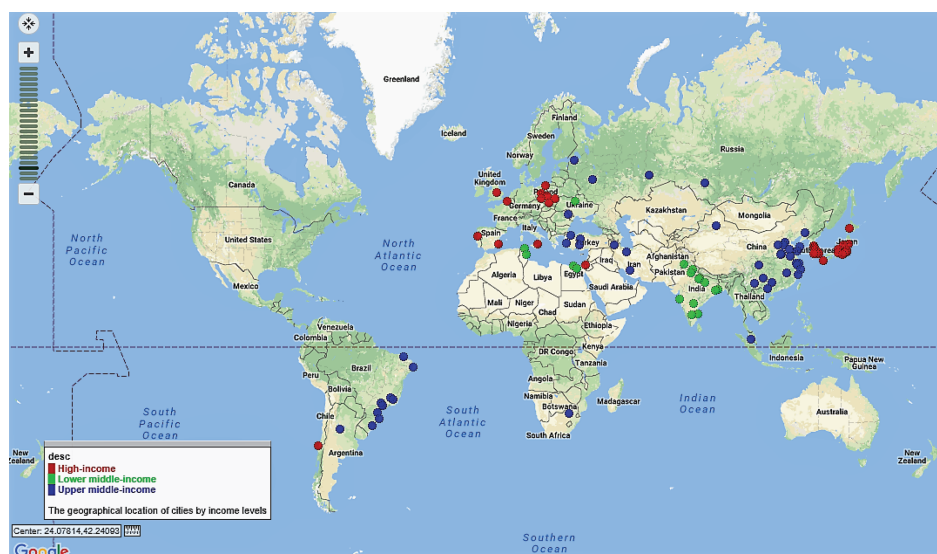 Greenland
Iceland
Finland
Sweden
Norway
Russia
United
Kingdom
Poland
Canada
Germany
Ukraine
Kazakhstan
Mongolia
France
Italy
Spain
Turkey
North
Pacific
Ocean
United States
North
Atlantic
Ocean
China
South Korea
Japan
Afghanistan
Iraq
Iran
Pakistan
Algeria
Libya
Egypt
Saudi Arabia
India
Mexico
Mali
Niger
Sudan
Chad
Thailand
Nigeria
Ethiopia
Venezuela
Colombia
Kenya
DR Congo
Tanzania
Indonesia
Papua New
Guinea
Brazil
Peru
Bolivia
Angola
Namibia
Botswana
Madagascar
Indian
Ocean
Australia
South
Pacific
Ocean
Chile
South
Atlantic
Ocean
South Africa
Argentina
New
Zealand
New
Zealand
desc
High-income
Lower middle-income
Upper middle-income
The geographical location of cities by income levels
Center: 24.07814,42.24093
Google
Southern
Ocean